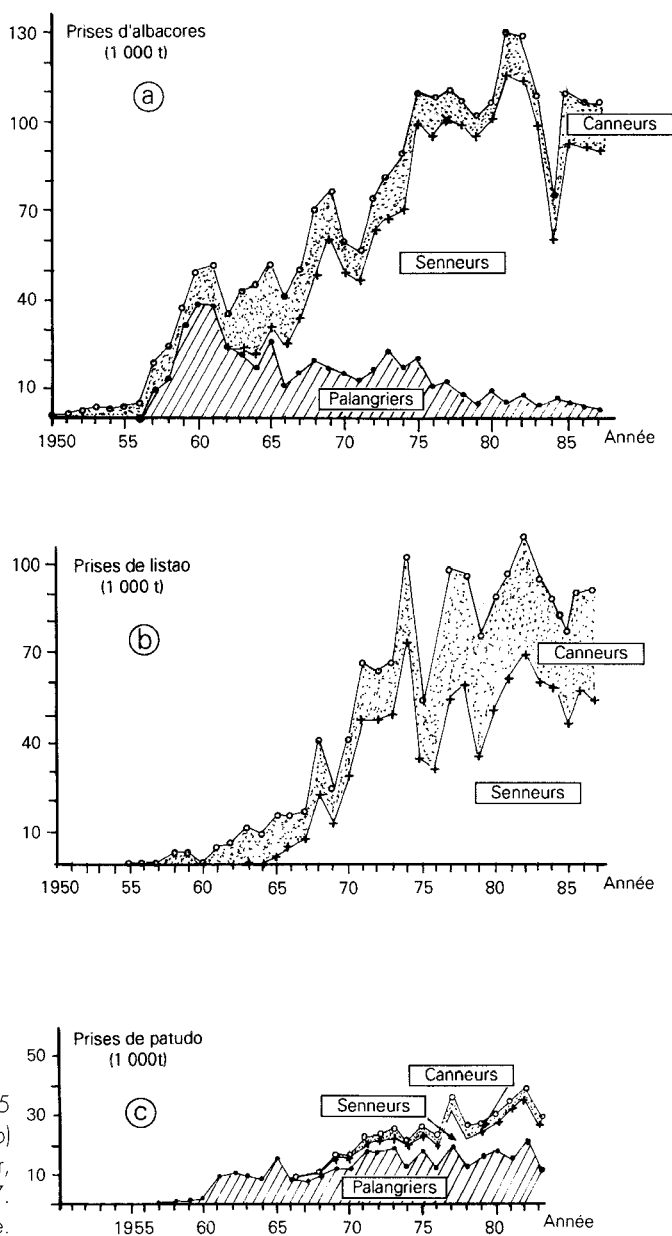 Prises d'albacores
(1 000 t)
a
130
100
70
40
10
Canneurs
Senneurs
Palangriers
1950 55 60 65 70 75 80 85 Année
Prises de listao
(1 000 t)
b
100
70
40
10
Canneurs
Senneurs
1950 55 60 65 70 75 80 85 Année
Prises de patudo
(1 000t)
c
50
30
10
Canneurs
Senneurs
Palangriers
1955 60 65 70 75 80 Année
5
o)
r,
7.
e.